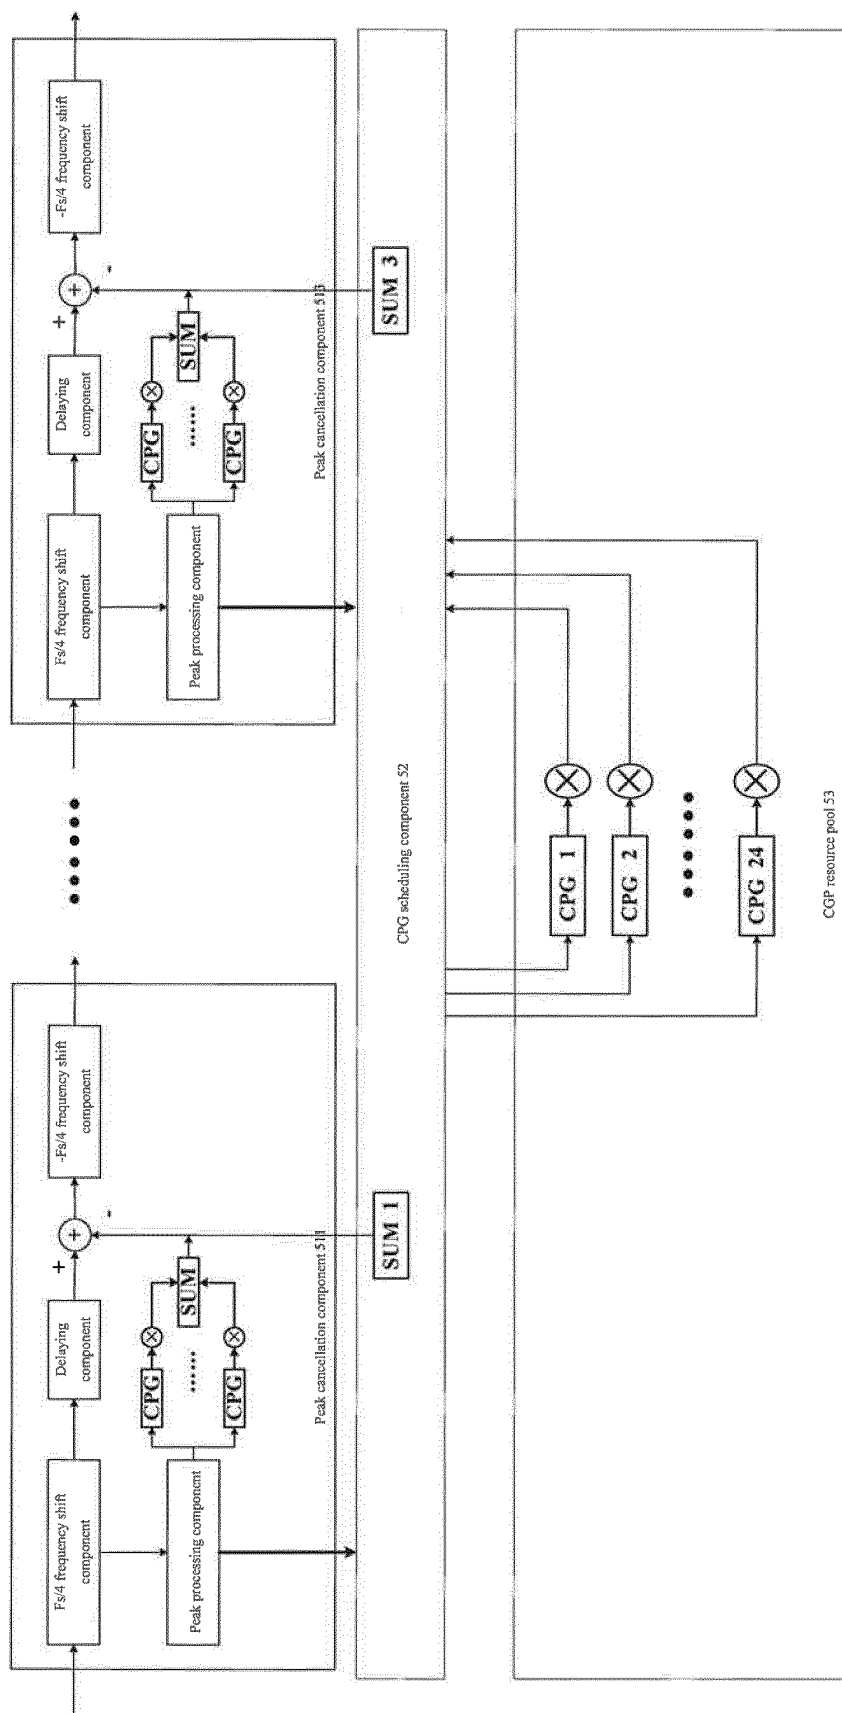 Fs/4 frequency shift
component
Delaying
component
+
+
-
-Fs/4 frequency shift
component
Peak processing component
CPG
×
......
CPG
×
SUM
Peak cancellation component 511
......
Fs/4 frequency shift
component
Delaying
component
+
+
-
-Fs/4 frequency shift
component
Peak processing component
CPG
×
......
CPG
×
SUM
Peak cancellation component 513
SUM 1
SUM 3
CPG scheduling component 52
CPG 1
×
CPG 2
×
......
CPG 24
×
CGP resource pool 53